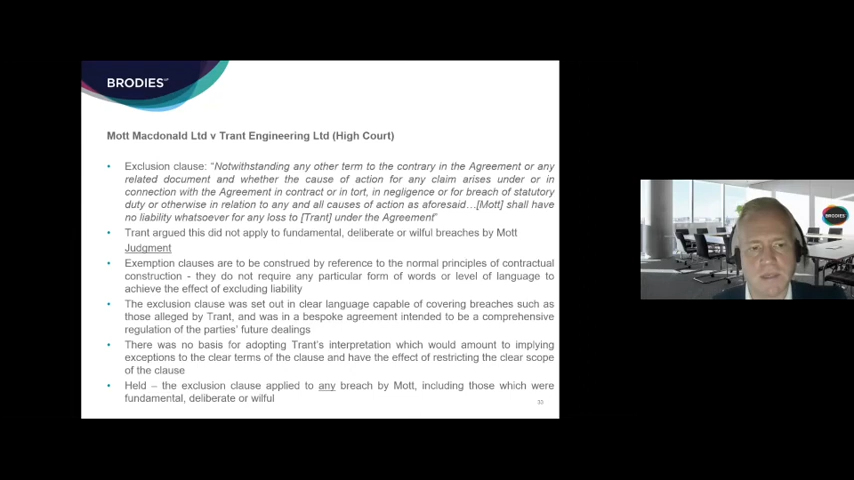 BRODIES LLP
Mott Macdonald Ltd v Trant Engineering Ltd (High Court)
• Exclusion clause: "Notwithstanding any other term to the contrary in the Agreement or any
related document and whether the cause of action for any claim arises under or in
connection with the Agreement in contract or in tort, in negligence or for breach of statutory
duty or otherwise in relation to any and all causes of action as aforesaid…[Mott] shall have
no liability whatsoever for any loss to [Trant] under the Agreement"
• Trant argued this did not apply to fundamental, deliberate or wilful breaches by Mott
Judgment
• Exemption clauses are to be construed by reference to the normal principles of contractual
construction - they do not require any particular form of words or level of language to
achieve the effect of excluding liability
• The exclusion clause was set out in clear language capable of covering breaches such as
those alleged by Trant, and was in a bespoke agreement intended to be a comprehensive
regulation of the parties' future dealings
• There was no basis for adopting Trant's interpretation which would amount to implying
exceptions to the clear terms of the clause and have the effect of restricting the clear scope
of the clause
• Held – the exclusion clause applied to any breach by Mott, including those which were
fundamental, deliberate or wilful
33
BRODIES